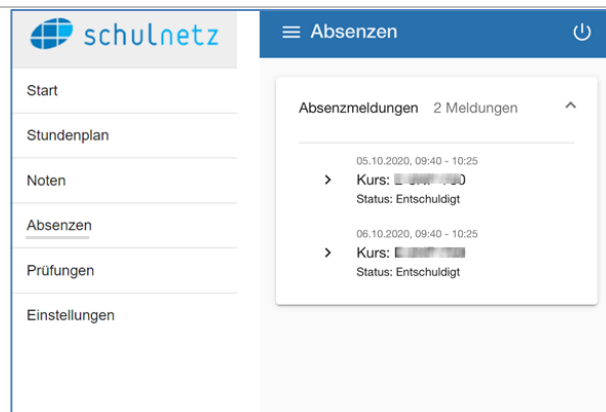 schulnetz
Start
Stundenplan
Noten
Absenzen
Prüfungen
Einstellungen
Absenzen
Absenzmeldungen 2 Meldungen
05.10.2020, 09:40 - 10:25
Kurs:
Status: Entschuldigt
06.10.2020, 09:40 - 10:25
Kurs:
Status: Entschuldigt